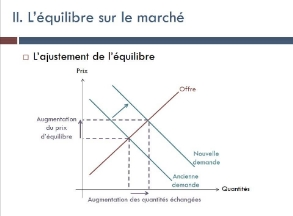 II. L'équilibre sur le marché
L'ajustement de l'équilibre
Prix
Offre
Augmentation
du prix
d'équilibre
Nouvelle
demande
Ancienne
demande
Quantités
Augmentation des quantités échangées